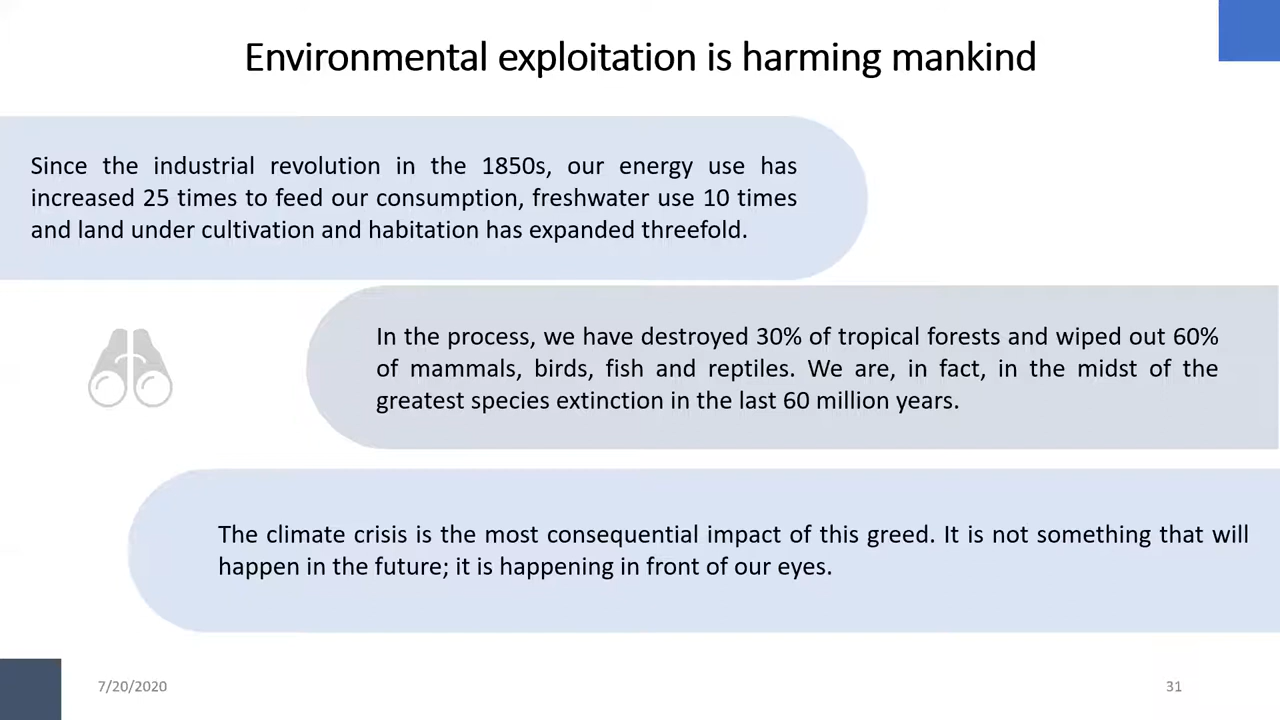 Environmental exploitation is harming mankind
Since the industrial revolution in the 1850s, our energy use has
increased 25 times to feed our consumption, freshwater use 10 times
and land under cultivation and habitation has expanded threefold.
In the process, we have destroyed 30% of tropical forests and wiped out 60%
of mammals, birds, fish and reptiles. We are, in fact, in the midst of the
greatest species extinction in the last 60 million years.
The climate crisis is the most consequential impact of this greed. It is not something that will
happen in the future; it is happening in front of our eyes.
7/20/2020
31